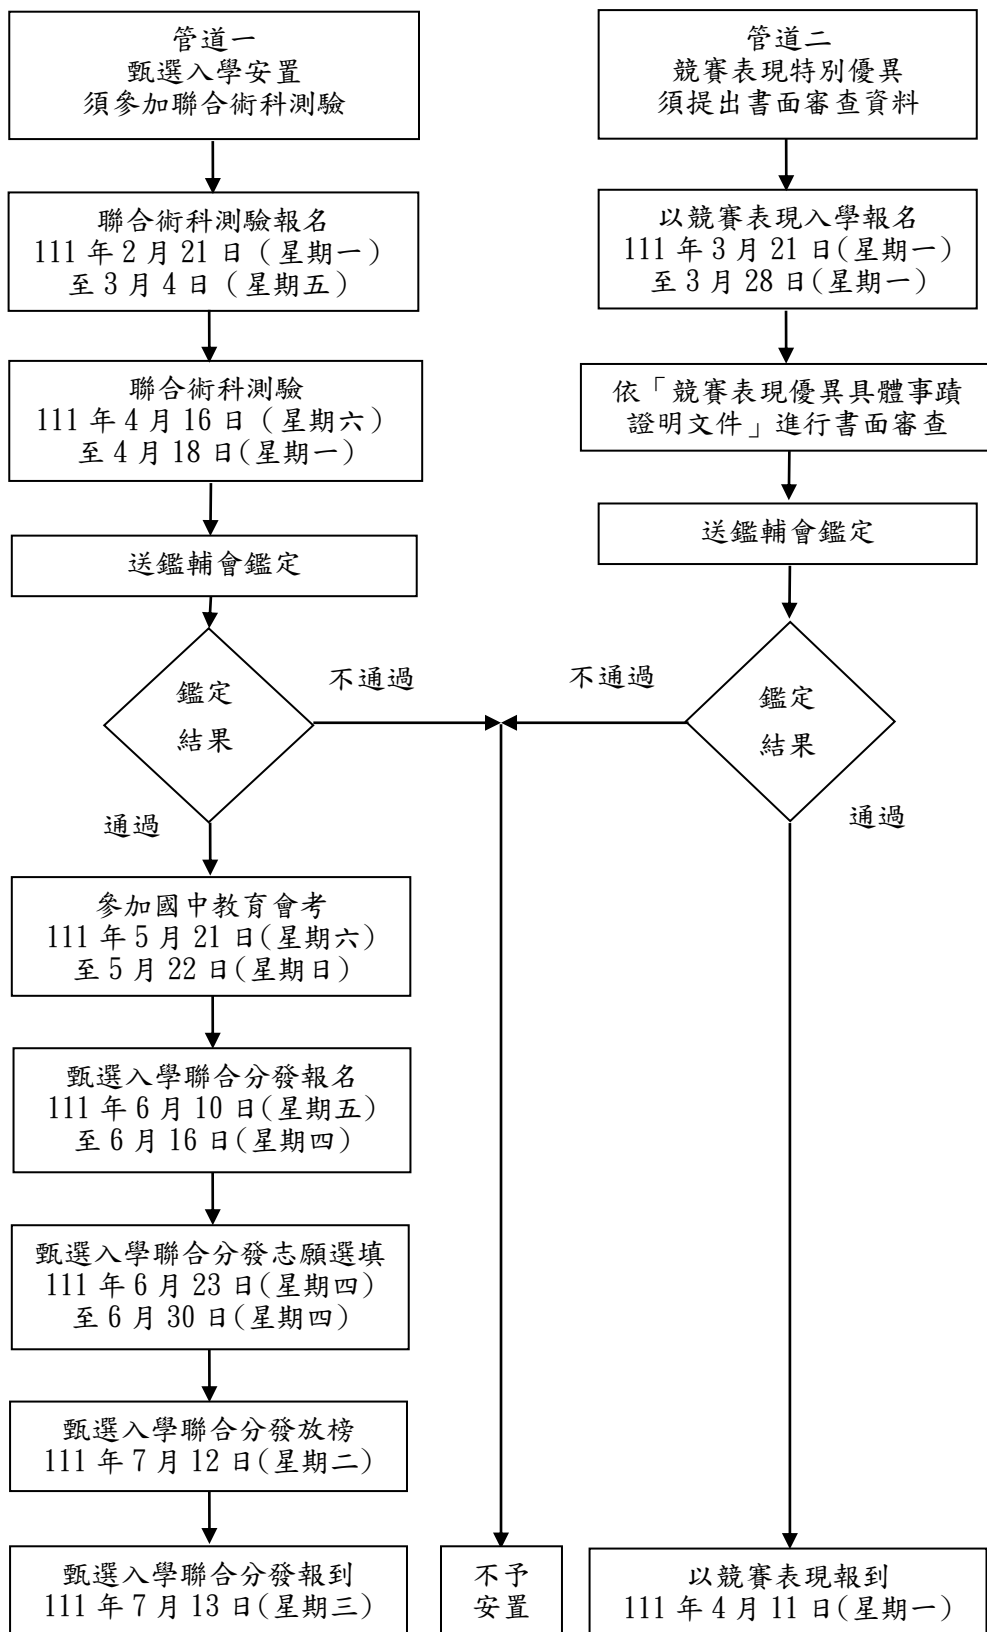 管道一
甄選入學安置
須參加聯合術科測驗
聯合術科測驗報名
111 年 2 月 21 日（星期一）
至 3 月 4 日（星期五）
聯合術科測驗
111 年 4 月 16 日（星期六）
至 4 月 18 日(星期一)
送鑑輔會鑑定
鑑定
結果
不通過
通過
參加國中教育會考
111 年 5 月 21 日(星期六)
至 5 月 22 日(星期日)
甄選入學聯合分發報名
111 年 6 月 10 日(星期五)
至 6 月 16 日(星期四)
甄選入學聯合分發志願選填
111 年 6 月 23 日(星期四)
至 6 月 30 日(星期四)
甄選入學聯合分發放榜
111 年 7 月 12 日(星期二)
甄選入學聯合分發報到
111 年 7 月 13 日(星期三)
管道二
競賽表現特別優異
須提出書面審查資料
以競賽表現入學報名
111 年 3 月 21 日(星期一)
至 3 月 28 日(星期一)
依「競賽表現優異具體事蹟
證明文件」進行書面審查
送鑑輔會鑑定
鑑定
結果
不通過
通過
不予
安置
以競賽表現報到
111 年 4 月 11 日(星期一)